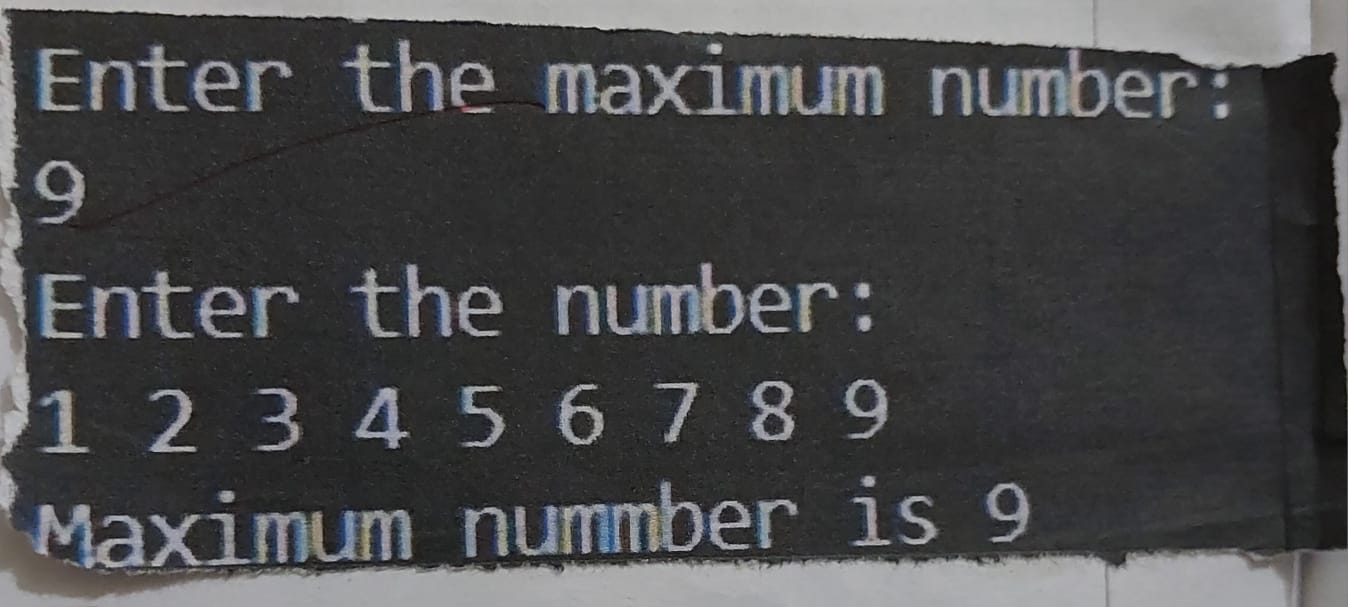 Enter the maximum number:
9
Enter the number:
1 2 3 4 5 6 7 8 9
Maximum nummber is 9